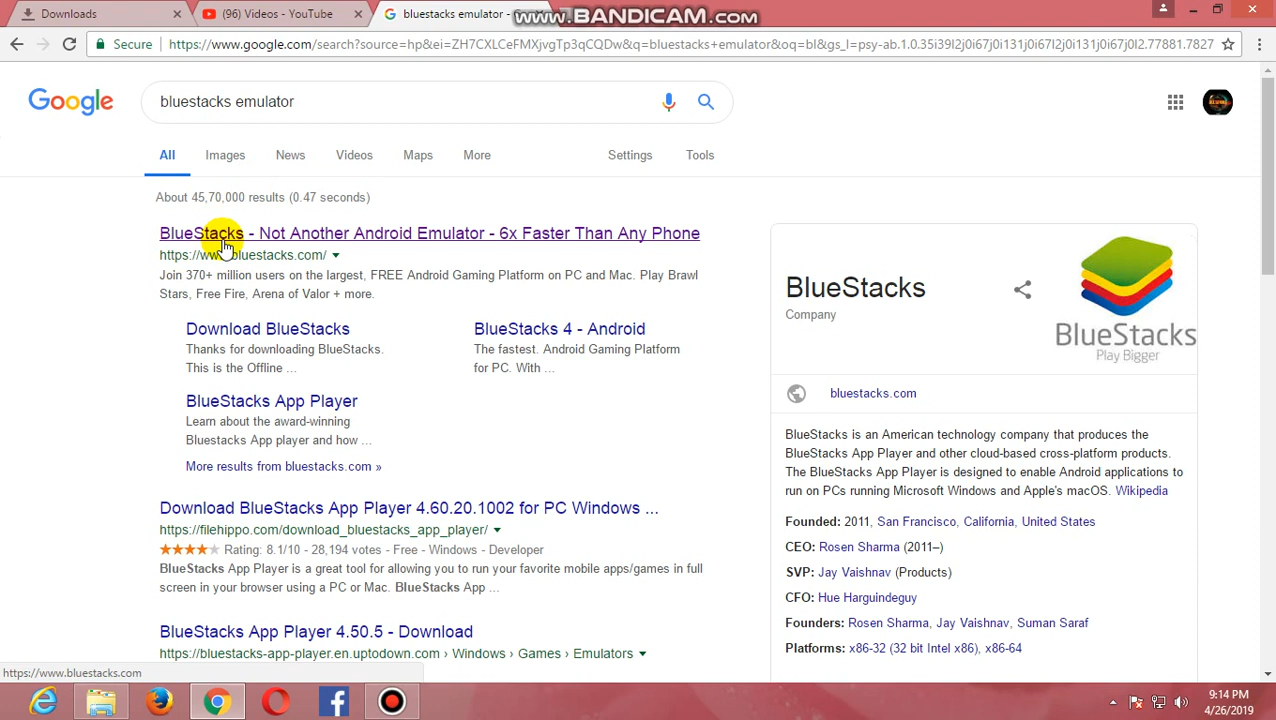 Downloads
(96) Videos - YouTube
bluestacks emulator -
www.BANDICAM.com
Secure
https://www.google.com/search?source=hp&ei=ZH7CXLCeFMXjvgTp3qCQDw&q=bluestacks+emulator&oq=bl&gs_l=psy-ab.1.0.35i39l2j0i67j0i131j0i67l2j0i131j0i67j0l2.77881.7827
Google
bluestacks emulator
All
Images
News
Videos
Maps
More
Settings
Tools
About 45,70,000 results (0.47 seconds)
BlueStacks - Not Another Android Emulator - 6x Faster Than Any Phone
https://www.bluestacks.com/
Join 370+ million users on the largest, FREE Android Gaming Platform on PC and Mac. Play Brawl
Stars, Free Fire, Arena of Valor + more.
Download BlueStacks
Thanks for downloading BlueStacks.
This is the Offline ...
BlueStacks 4 - Android
The fastest. Android Gaming Platform
for PC. With ...
BlueStacks App Player
Learn about the award-winning
Bluestacks App player and how ...
More results from bluestacks.com »
Download BlueStacks App Player 4.60.20.1002 for PC Windows ...
https://filehippo.com/download_bluestacks_app_player/
Rating: 8.1/10 - 28,194 votes - Free - Windows - Developer
BlueStacks App Player is a great tool for allowing you to run your favorite mobile apps/games in full
screen in your browser using a PC or Mac. BlueStacks App ...
BlueStacks App Player 4.50.5 - Download
https://bluestacks-app-player.en.uptodown.com › Windows › Games › Emulators
BlueStacks
Company
BlueStacks
Play Bigger
bluestacks.com
BlueStacks is an American technology company that produces the
BlueStacks App Player and other cloud-based cross-platform products.
The BlueStacks App Player is designed to enable Android applications to
run on PCs running Microsoft Windows and Apple's macOS. Wikipedia
Founded: 2011, San Francisco, California, United States
CEO: Rosen Sharma (2011–)
SVP: Jay Vaishnav (Products)
CFO: Hue Harguindeguy
Founders: Rosen Sharma, Jay Vaishnav, Suman Saraf
Platforms: x86-32 (32 bit Intel x86), x86-64
https://www.bluestacks.com
9:14 PM
4/26/2019